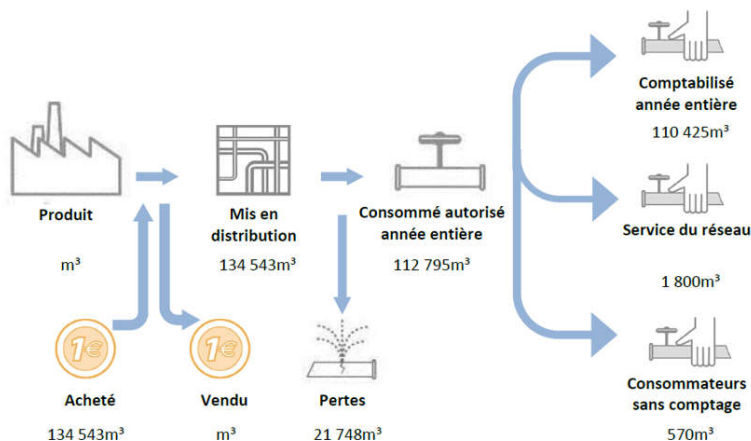 Produit
m³
Mis en
distribution
134 543m³
Consommé autorisé
année entière
112 795m³
Comptabilisé
année entière
110 425m³
Service du réseau
1 800m³
Consommateurs
sans comptage
570m³
1€
Acheté
134 543m³
1€
Vendu
m³
Pertes
21 748m³